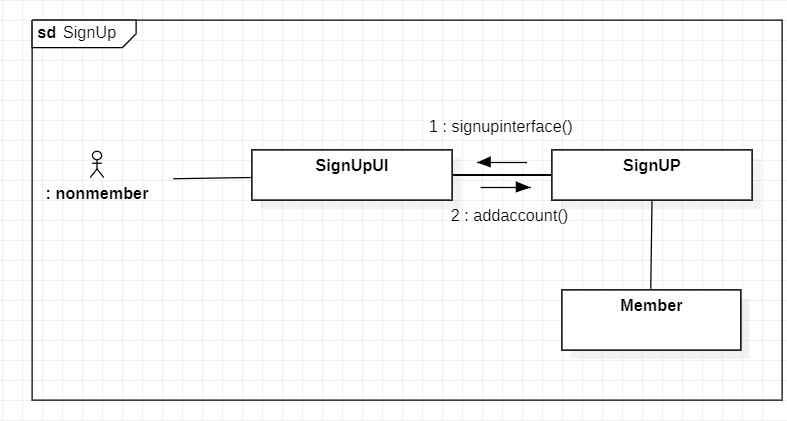 sd SignUp
1 : signupinterface()
SignUpUI
SignUP
: nonmember
2 : addaccount()
Member